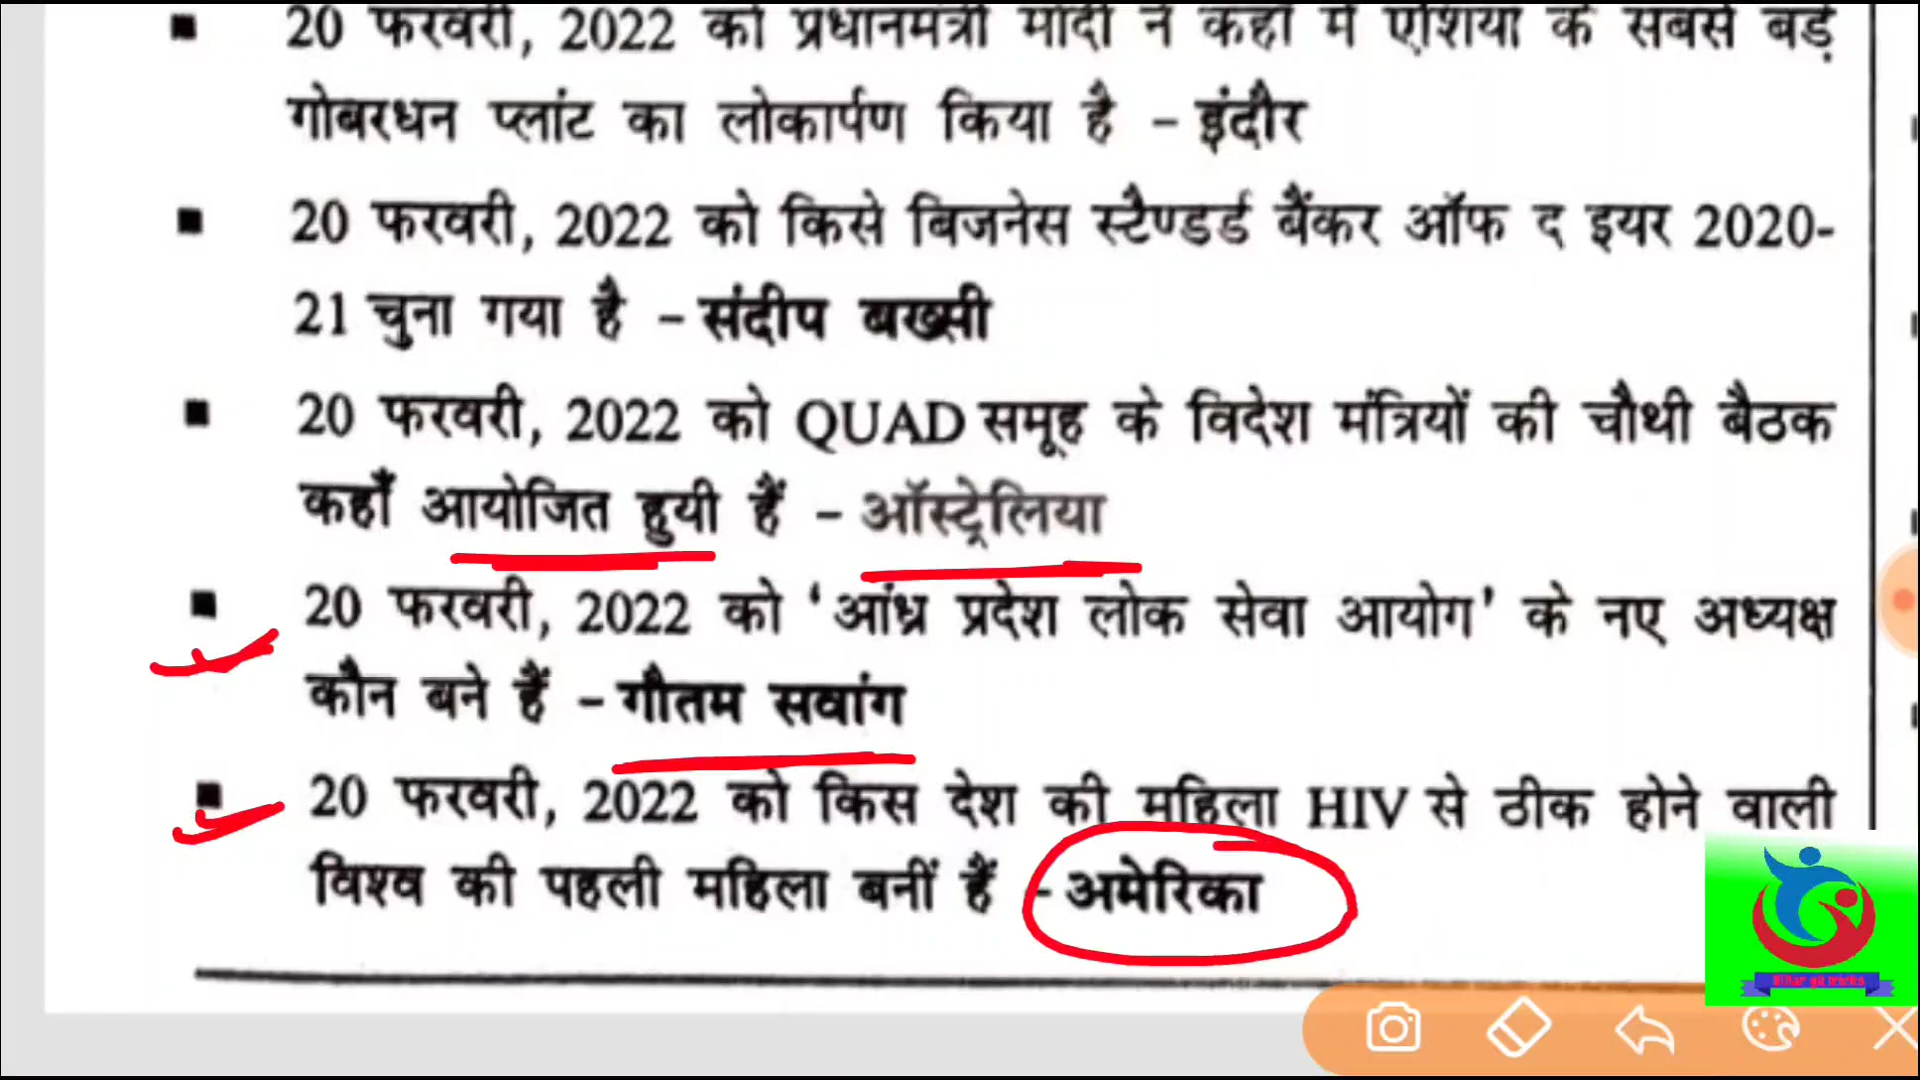 20 फरवरी, 2022 को प्रधानमंत्री मोदी ने कहाँ में एशिया के सबसे बड़े
गोबरधन प्लांट का लोकार्पण किया है - इंदौर
20 फरवरी, 2022 को किसे बिजनेस स्टैण्डर्ड बैंकर ऑफ द इयर 2020-
21 चुना गया है - संदीप बख्सी
20 फरवरी, 2022 को QUAD समूह के विदेश मंत्रियों की चौथी बैठक
कहाँ आयोजित हुयी हैं - ऑस्ट्रेलिया
20 फरवरी, 2022 को ‘आंध्र प्रदेश लोक सेवा आयोग’ के नए अध्यक्ष
कौन बने हैं - गौतम सवांग
20 फरवरी, 2022 को किस देश की महिला HIV से ठीक होने वाली
विश्व की पहली महिला बनीं हैं - अमेरिका